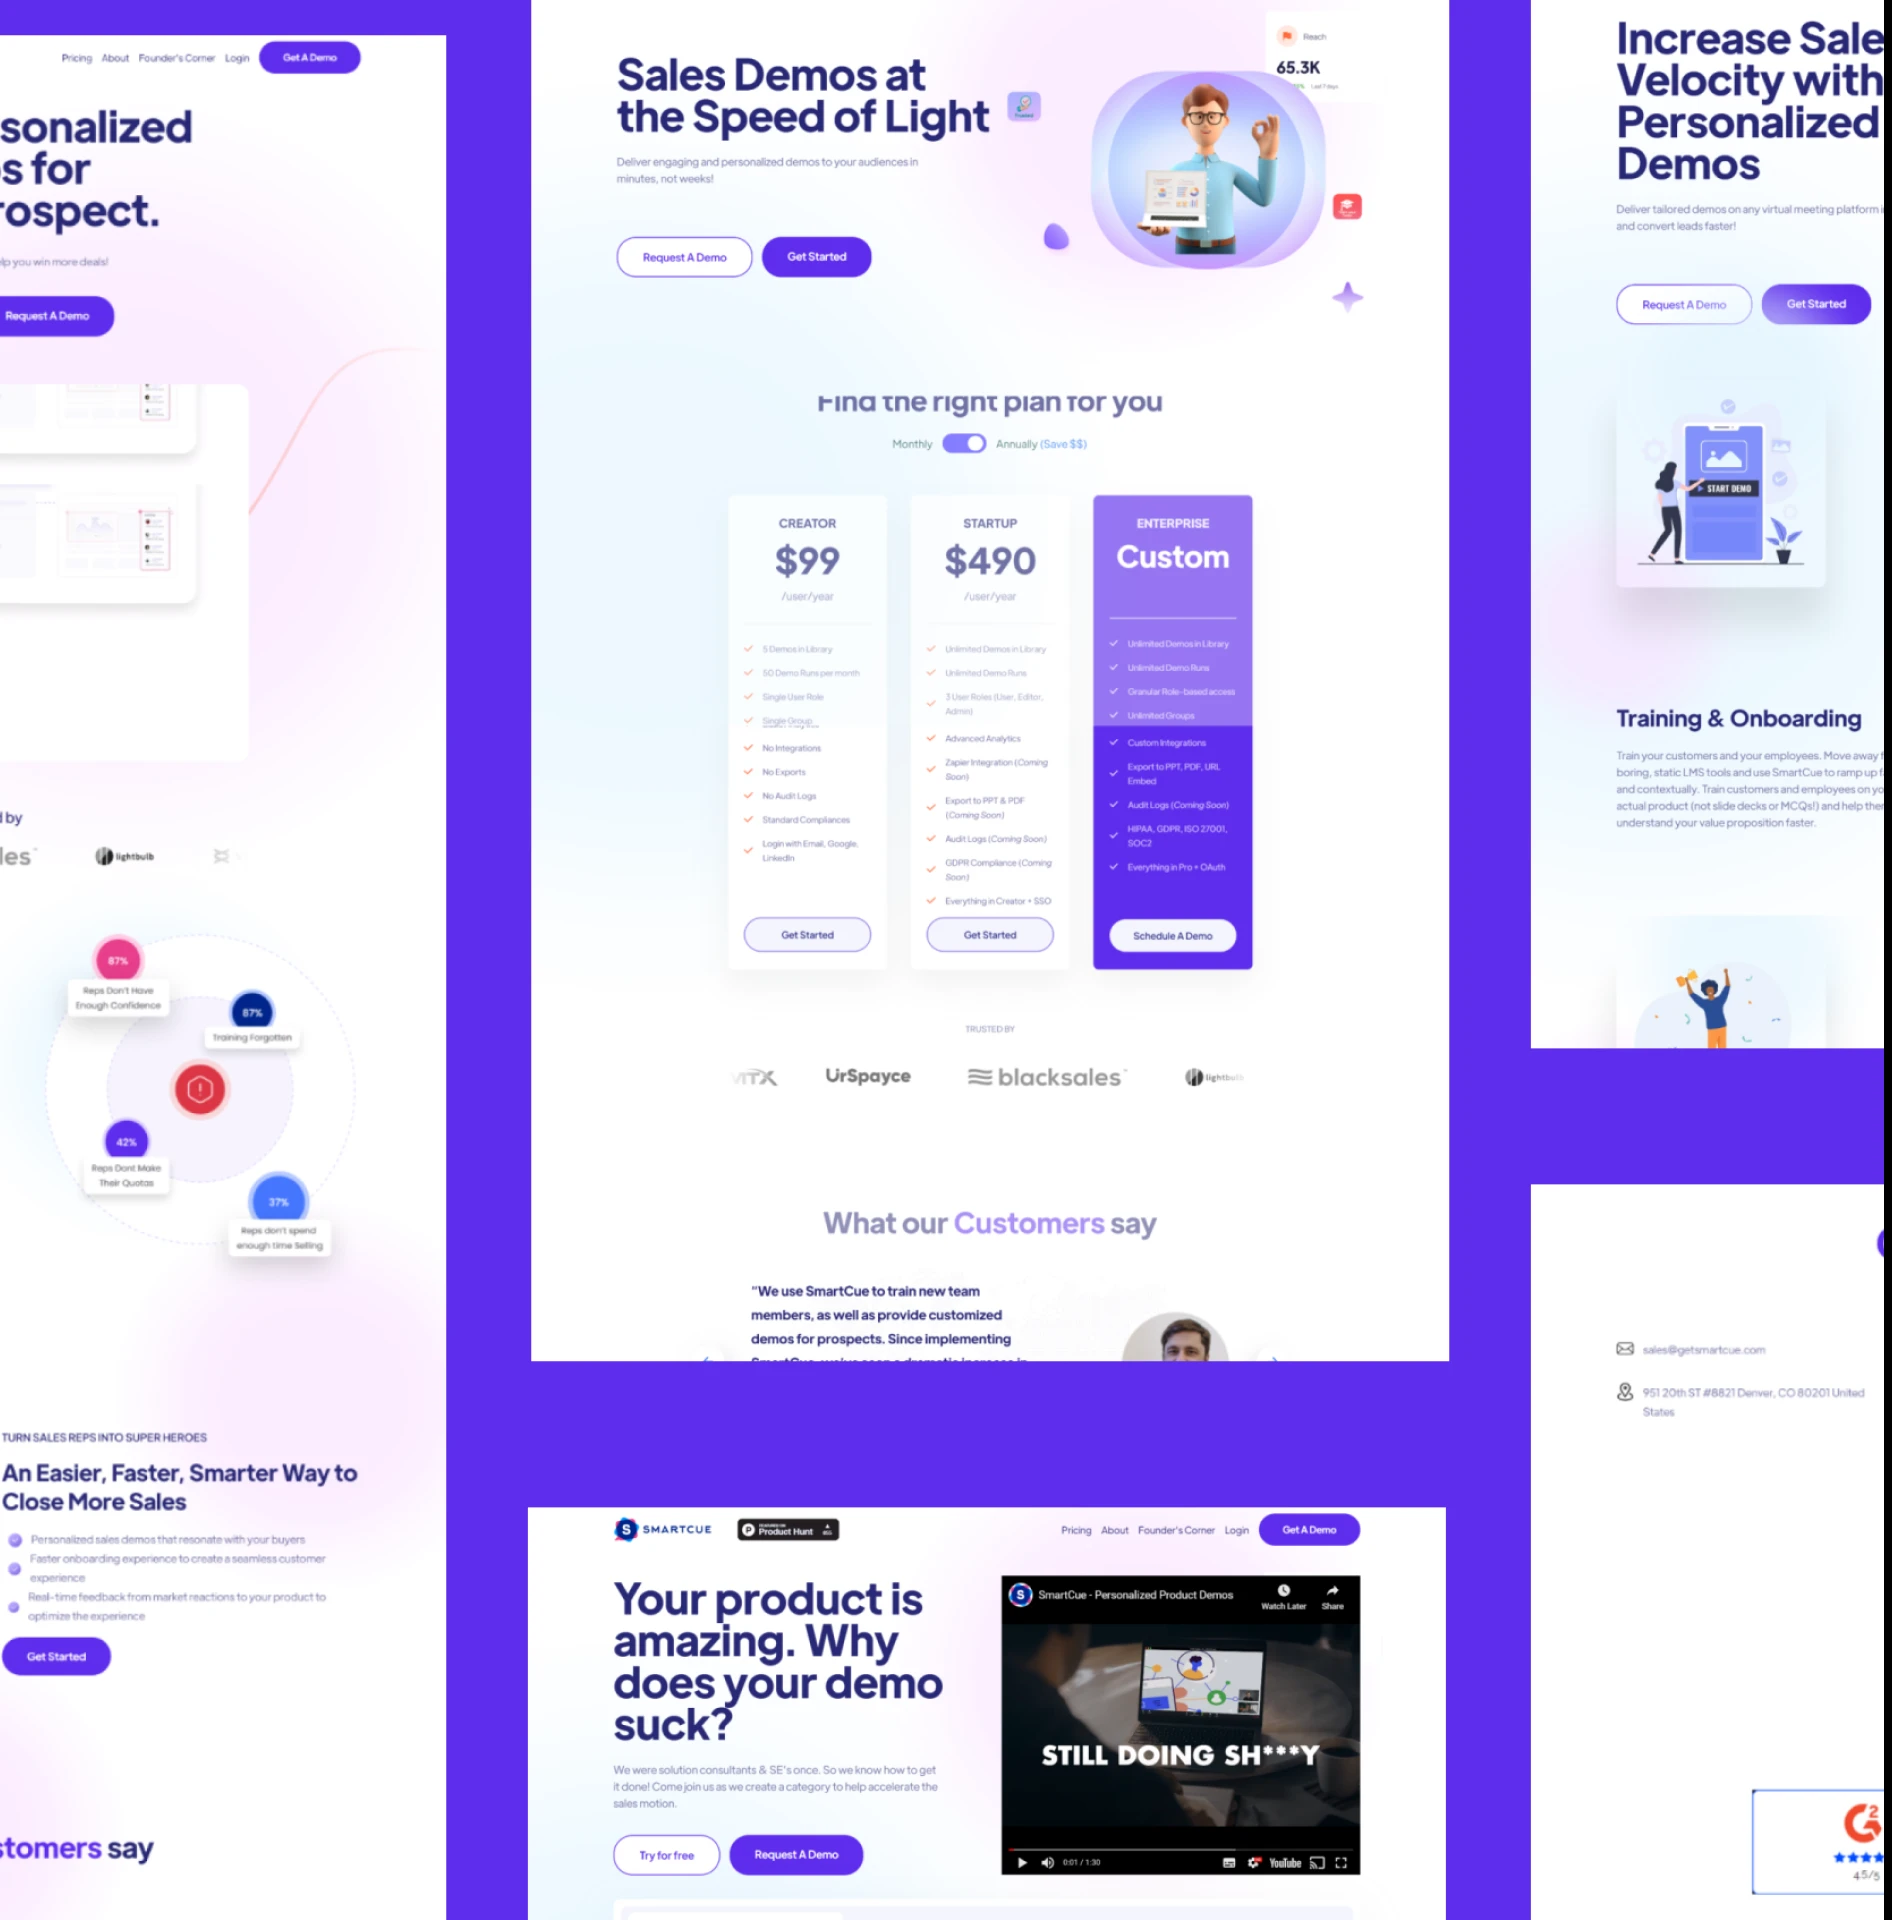 Pricing About Founder's Corner Login Get A Demo
sonalized
s for
rospect.
lp you win more deals!
Request A Demo
d by
les
lightbulb
87%
Reps Don't Have
Enough Confidence
87%
Training Forgotten
42%
Reps Dont Make
Their Quotas
37%
Reps don't spend
enough time Selling
TURN SALES REPS INTO SUPER HEROES
An Easier, Faster, Smarter Way to
Close More Sales
Personalized sales demos that resonate with your buyers
Faster onboarding experience to create a seamless customer
experience
Real-time feedback from market reactions to your product to
optimize the experience
Get Started
stomers say
Sales Demos at
the Speed of Light
Deliver engaging and personalized demos to your audiences in
minutes, not weeks!
Request A Demo Get Started
Reach
65.3K
Last 7 days
Find the right plan for you
Monthly Annually (Save $$)
CREATOR
$99
/user/year
5 Demos in Library
50 Demo Runs per month
Single User Role
Single Group
No Integrations
No Exports
No Audit Logs
Standard Compliances
Login with Email, Google,
LinkedIn
Get Started
STARTUP
$490
/user/year
Unlimited Demos in Library
Unlimited Demo Runs
3 User Roles (User, Editor,
Admin)
Advanced Analytics
Zapier Integration (Coming
Soon)
Export to PPT & PDF
(Coming Soon)
Audit Logs (Coming Soon)
GDPR Compliance (Coming
Soon)
Everything in Creator + SSO
Get Started
ENTERPRISE
Custom
Unlimited Demos in Library
Unlimited Demo Runs
Granular Role-based access
Unlimited Groups
Custom Integrations
Export to PPT, PDF, URL
Embed
Audit Logs (Coming Soon)
HIPAA, GDPR, ISO 27001,
SOC2
Everything in Pro + OAuth
Schedule A Demo
TRUSTED BY
UrSpayce blacksales lightbulb
What our Customers say
"We use SmartCue to train new team
members, as well as provide customized
demos for prospects. Since implementing
SmartCue, we've seen a dramatic increase in
SMARTCUE
FEATURED ON
Product Hunt
Pricing About Founder's Corner Login Get A Demo
Your product is
amazing. Why
does your demo
suck?
We were solution consultants & SE's once. So we know how to get
it done! Come join us as we create a category to help accelerate the
sales motion.
Try for free Request A Demo
SmartCue - Personalized Product Demos
Watch Later Share
STILL DOING SH***Y
0:01 / 1:30
YouTube
Increase Sale
Velocity with
Personalized
Demos
Deliver tailored demos on any virtual meeting platform i
and convert leads faster!
Request A Demo Get Started
START DEMO
Training & Onboarding
Train your customers and your employees. Move away f
boring, static LMS tools and use SmartCue to ramp up f
and contextually. Train customers and employees on yo
actual product (not slide decks or MCQs!) and help ther
understand your value proposition faster.
sales@getsmartcue.com
951 20th ST #8821 Denver, CO 80201 United
States
G2
4.5/5